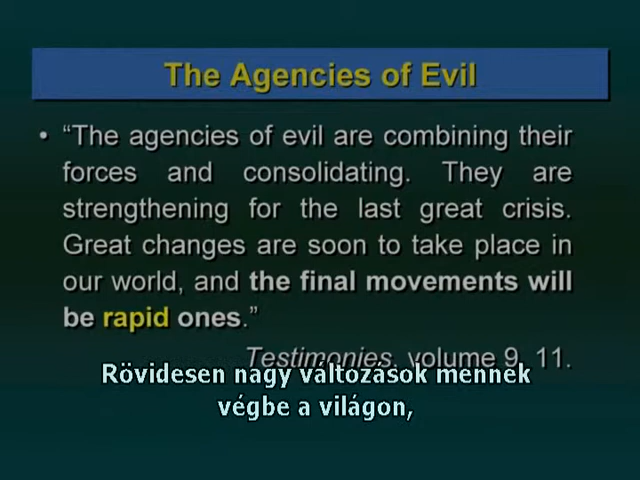 The Agencies of Evil
• “The agencies of evil are combining their
forces and consolidating. They are
strengthening for the last great crisis.
Great changes are soon to take place in
our world, and the final movements will
be rapid ones.”
Testimonies, volume 9, 11.
Rövidesen nagy változások mennek
végbe a világon,